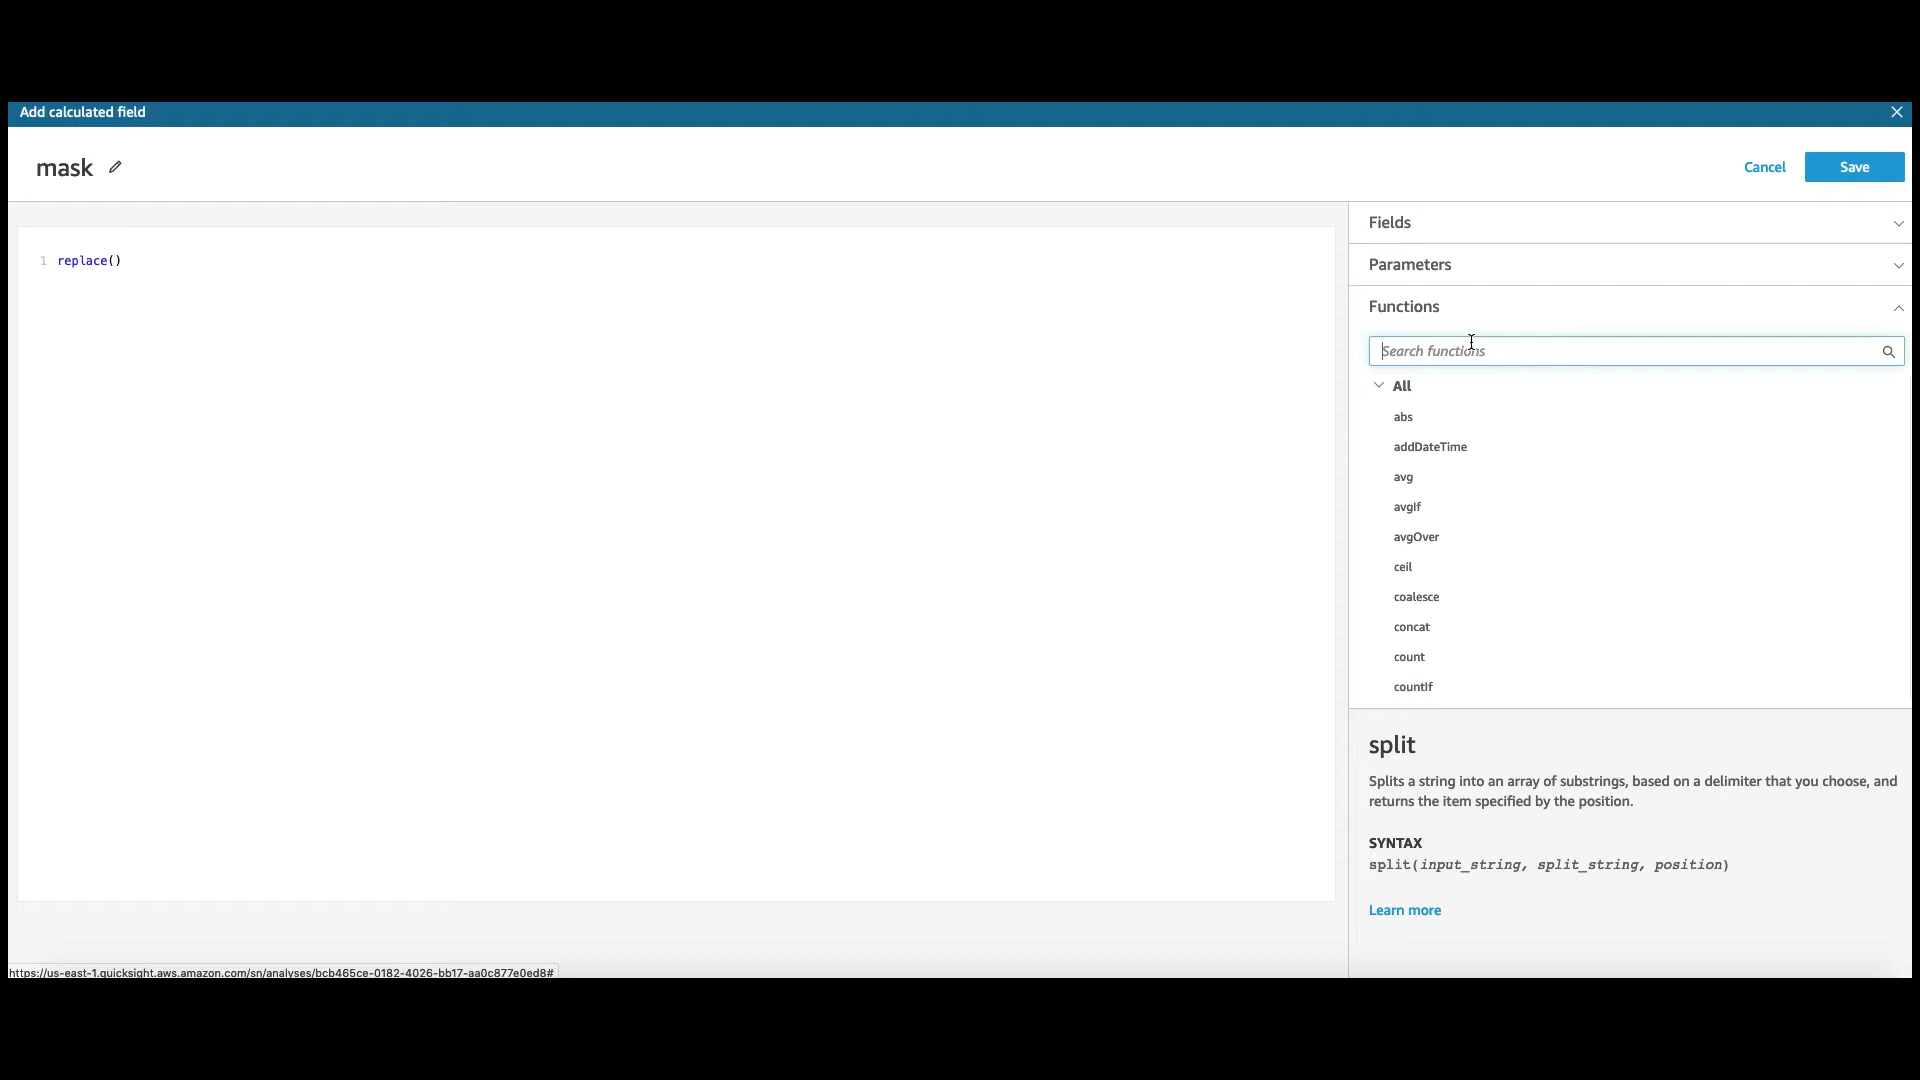 Add calculated field
mask
Cancel
Save
1 replace()
Fields
Parameters
Functions
Search functions
All
abs
addDateTime
avg
avgIf
avgOver
ceil
coalesce
concat
count
countIf
split
Splits a string into an array of substrings, based on a delimiter that you choose, and
returns the item specified by the position.
SYNTAX
split(input_string, split_string, position)
Learn more
https://us-east-1.quicksight.aws.amazon.com/sn/analyses/bcb465ce-0182-4026-bb17-aa0c877e0ed8#